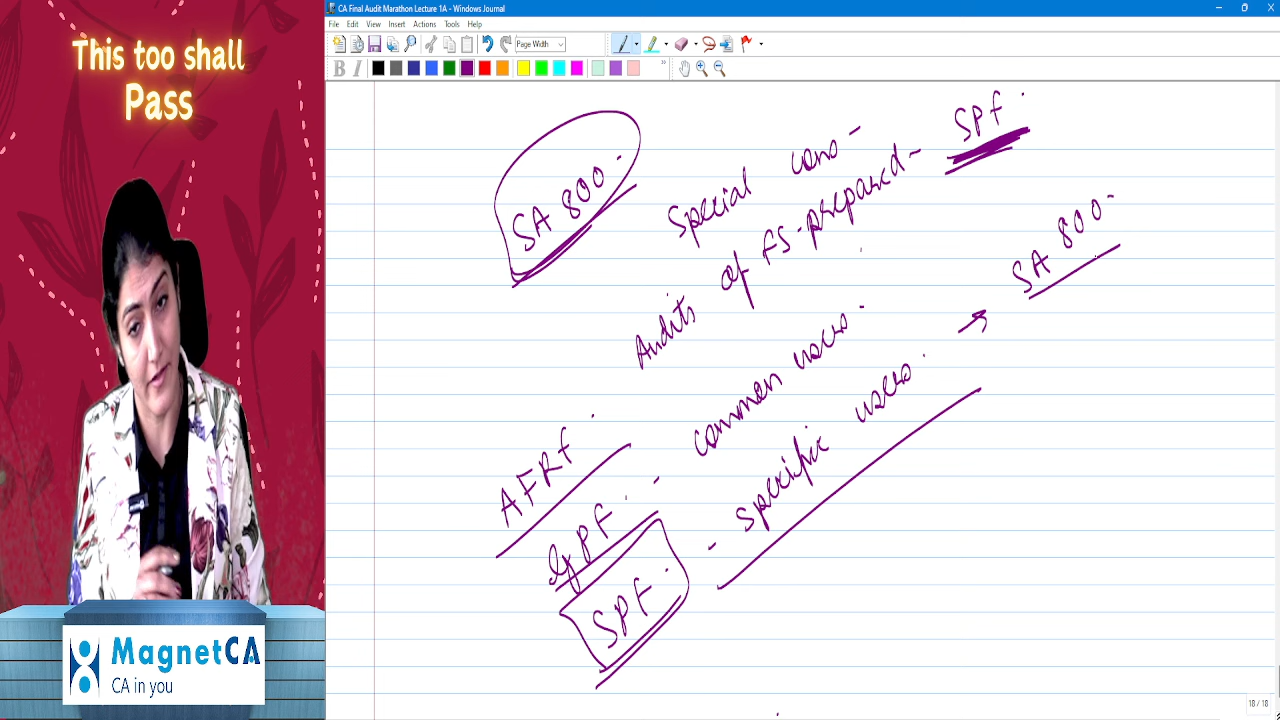 This too shall
Pass
MagnetCA
CA in you
CA Final Audit Marathon Lecture 1A - Windows Journal
File Edit View Insert Actions Tools Help
Page Width
B I
SA 800.
Special cons -
Audits of FS - prepared - SPF.
AFRF.
GPF. - common users.
SPF. - specific users. → SA 800-
18 / 18